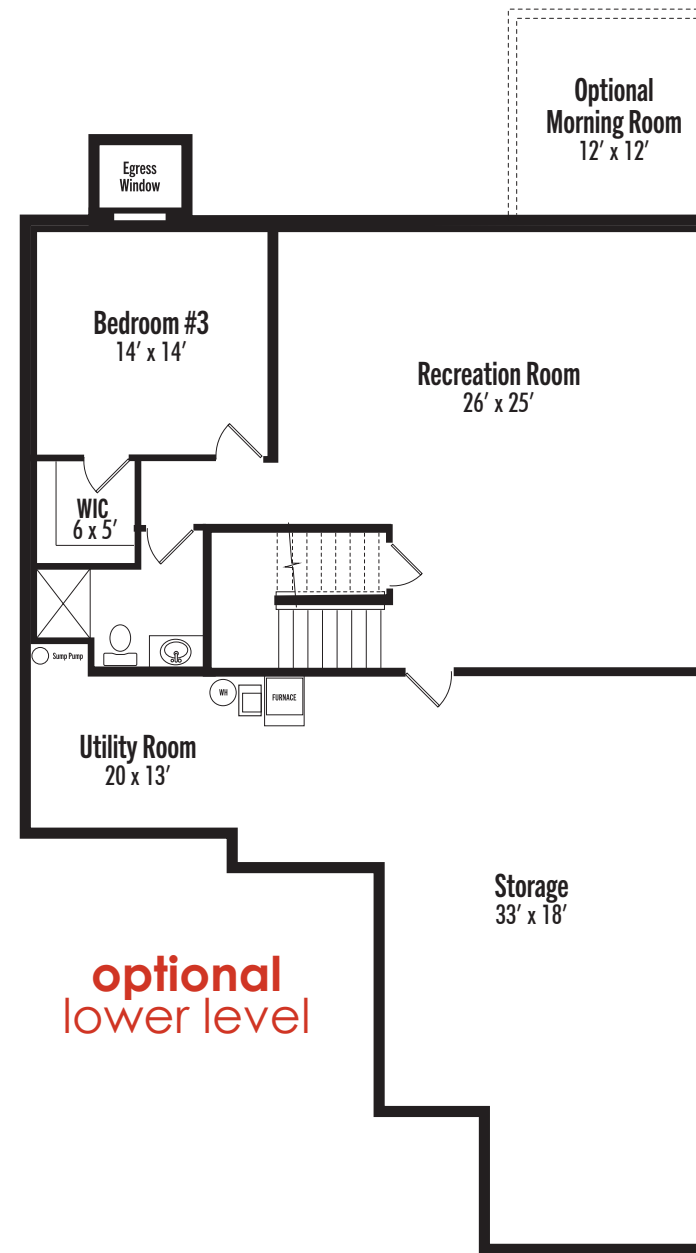 Optional
Morning Room
12′ x 12′
Egress
Window
Bedroom #3
14′ x 14′
Recreation Room
26′ x 25′
WIC
6 x 5′
Sump Pump
WH
FURNACE
Utility Room
20 x 13′
Storage
33′ x 18′
optional
lower level